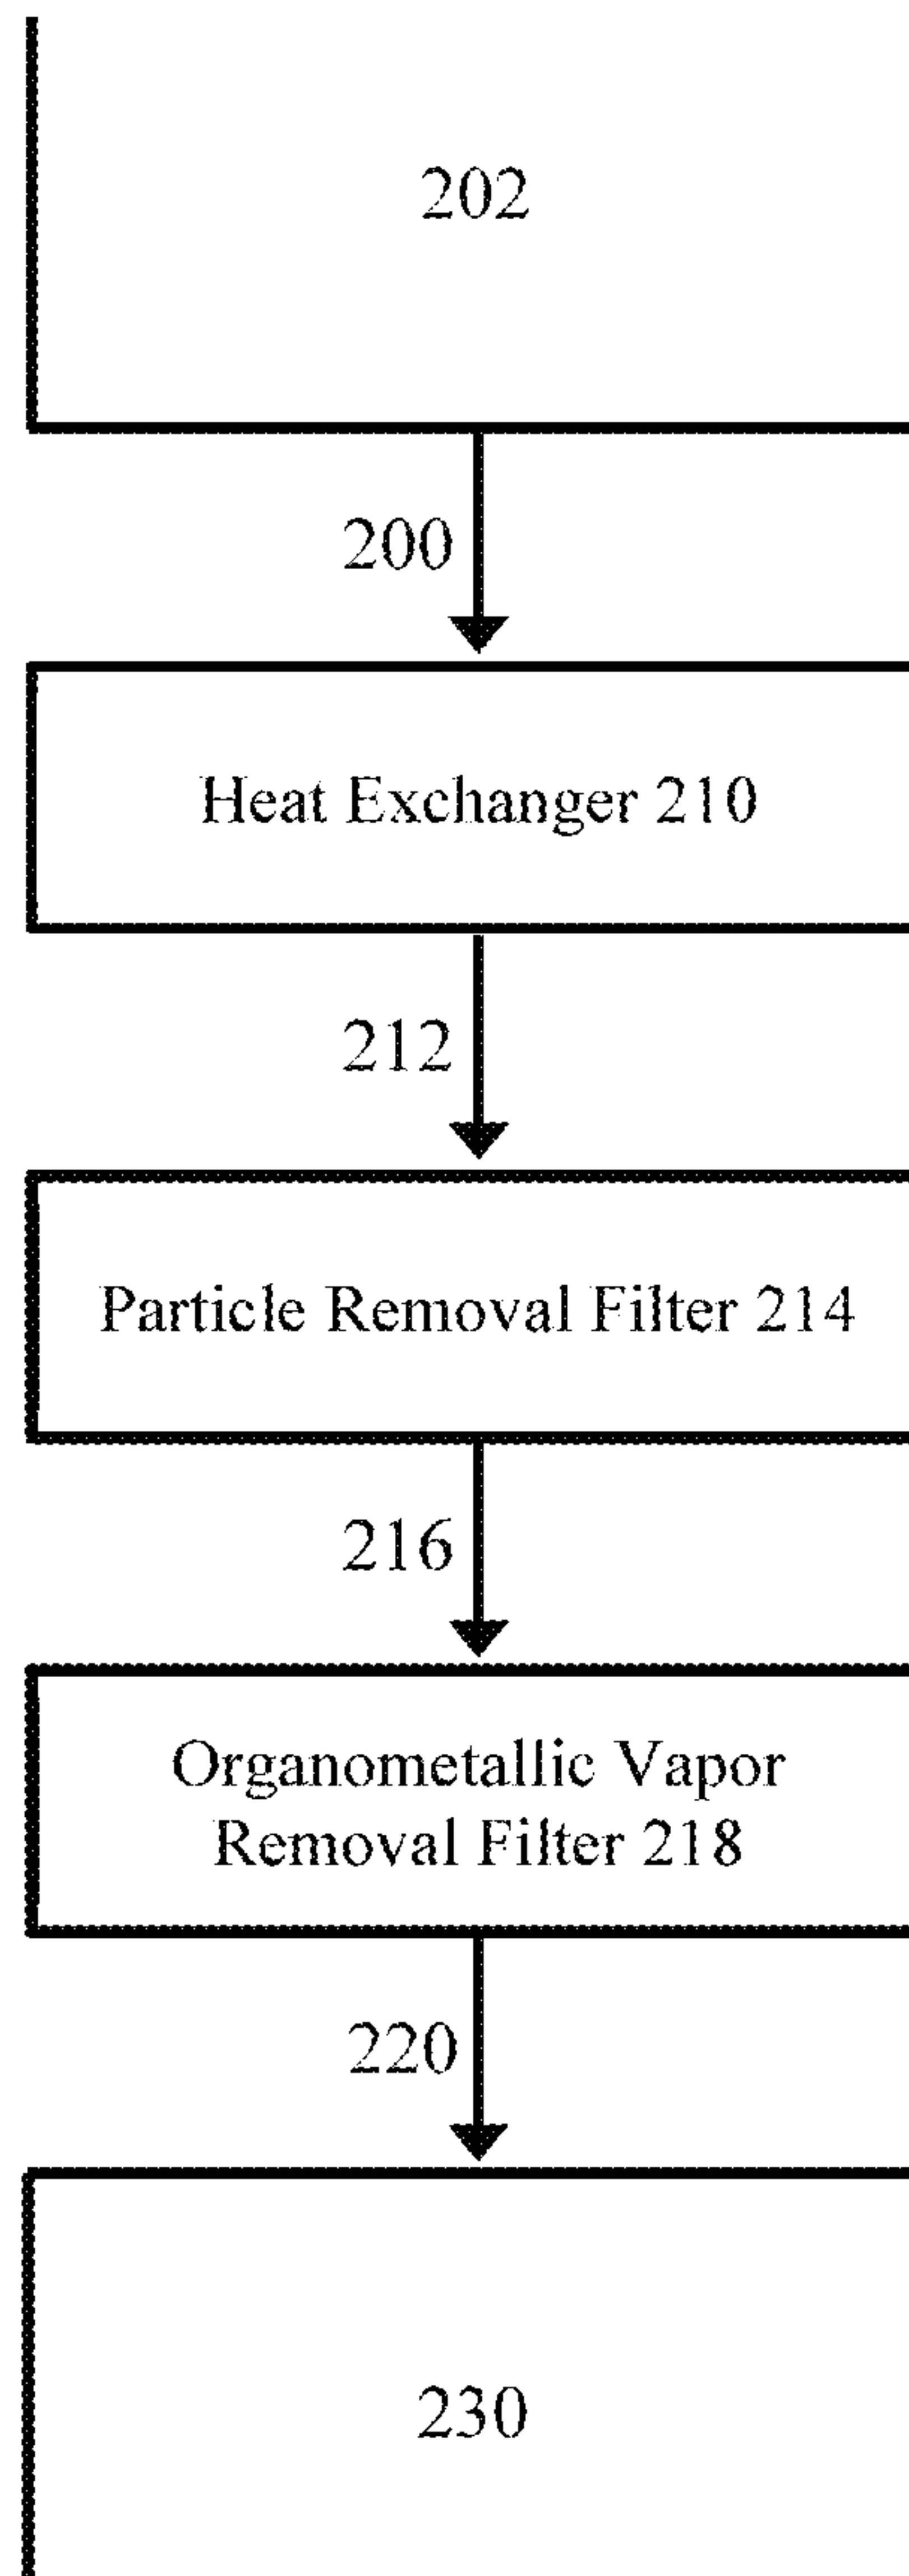 202
200
Heat Exchanger 210
212
Particle Removal Filter 214
216
Organometallic Vapor
Removal Filter 218
220
230